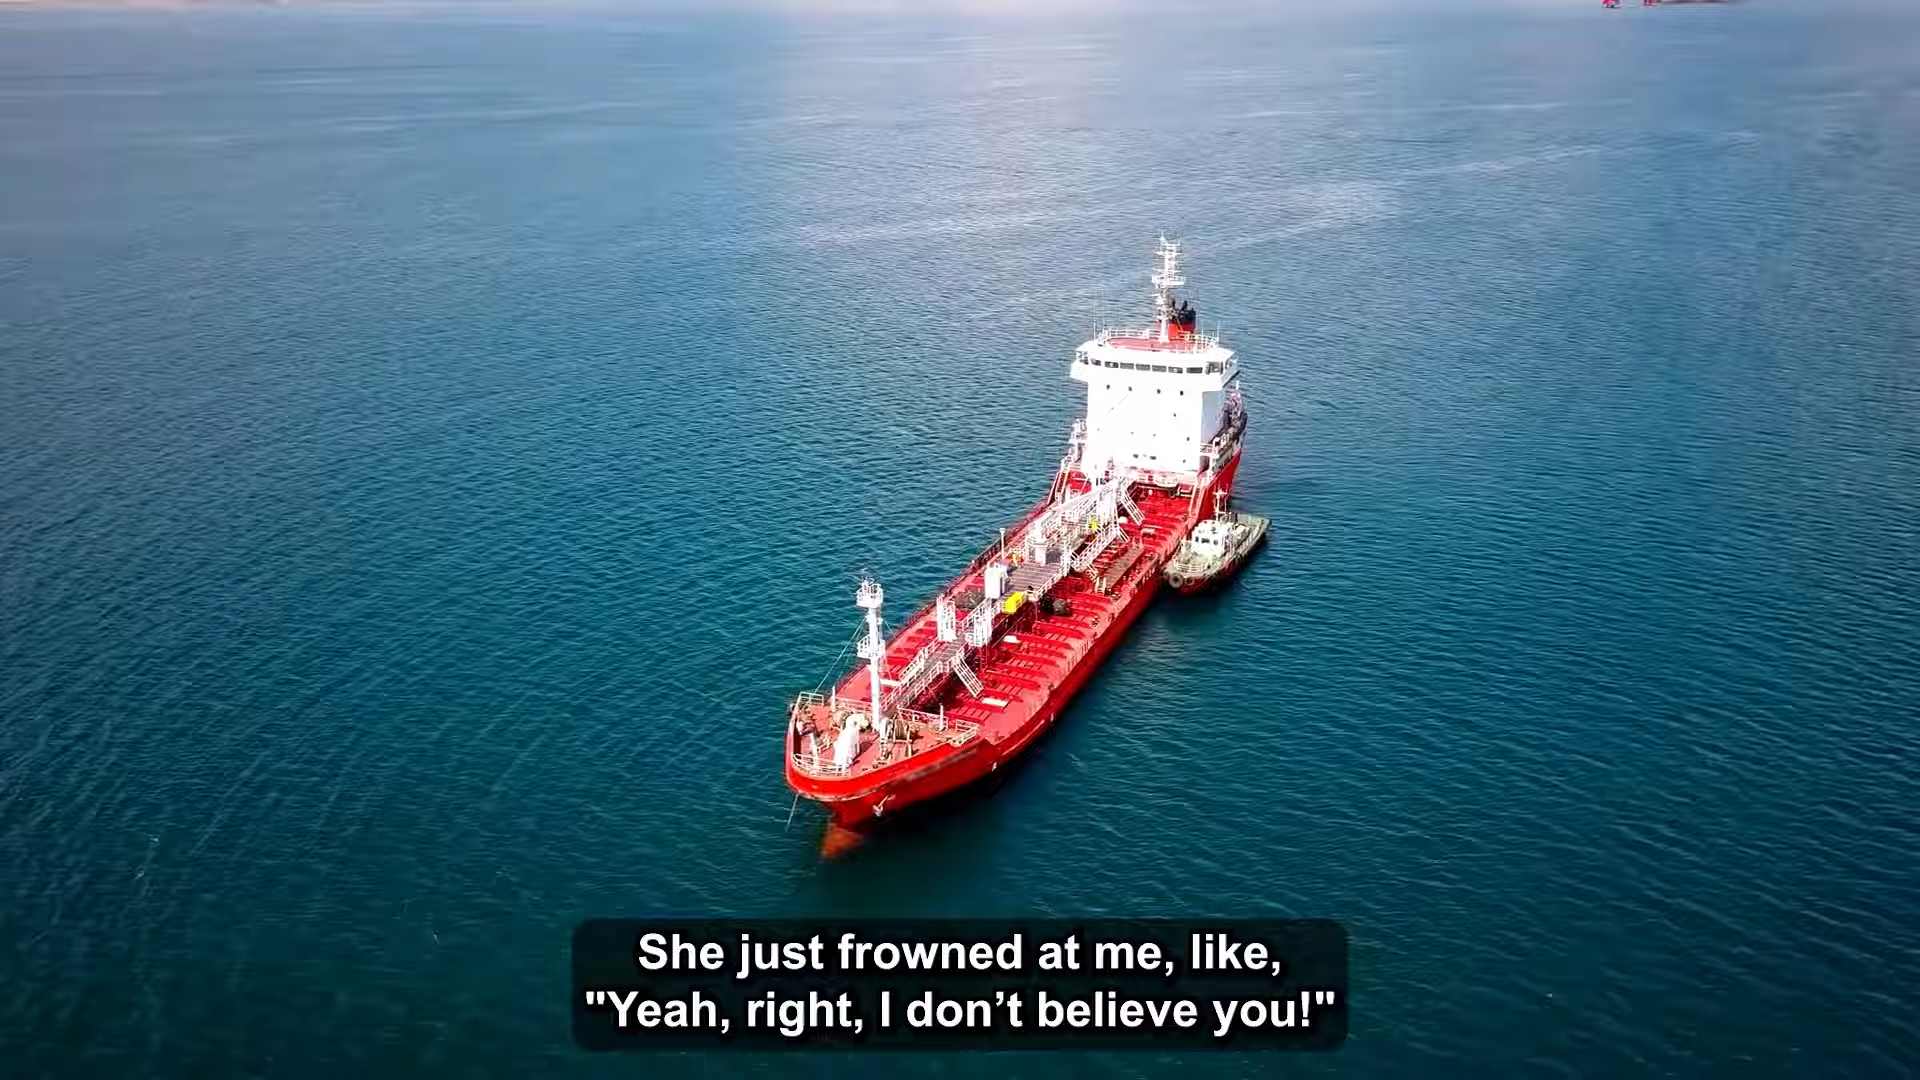 She just frowned at me, like,
"Yeah, right, I don’t believe you!"